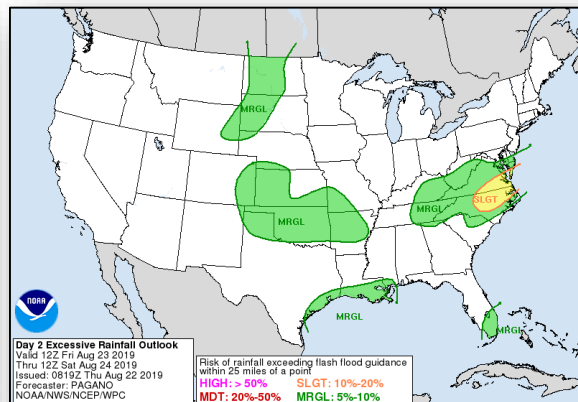 MRGL
MRGL
MRGL
SLGT
MRGL
MRGL
NOAA
Day 2 Excessive Rainfall Outlook
Valid 12Z Fri Aug 23 2019
Thru 12Z Sat Aug 24 2019
Issued: 0819Z Thu Aug 22 2019
Forecaster: PAGANO
NOAA/NWS/NCEP/WPC
Risk of rainfall exceeding flash flood guidance
within 25 miles of a point
HIGH: > 50% SLGT: 10%-20%
MDT: 20%-50% MRGL: 5%-10%